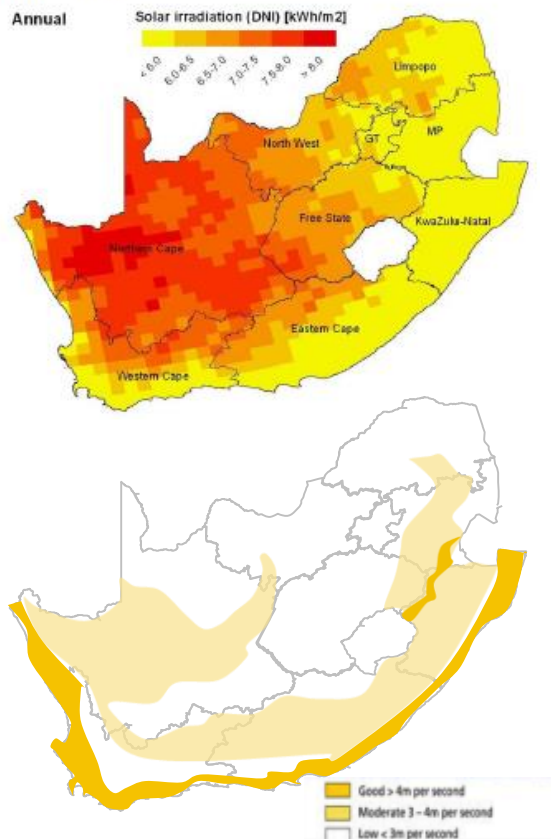 Annual
Solar irradiation (DNI) [kWh/m2]
< 6.0
6.0-6.5
6.5-7.0
7.0-7.5
7.5-8.0
> 8.0
Limpopo
North West
GT
MP
Free State
KwaZulu-Natal
Northern Cape
Eastern Cape
Western Cape
Good > 4m per second
Moderate 3 – 4m per second
Low < 3m per second